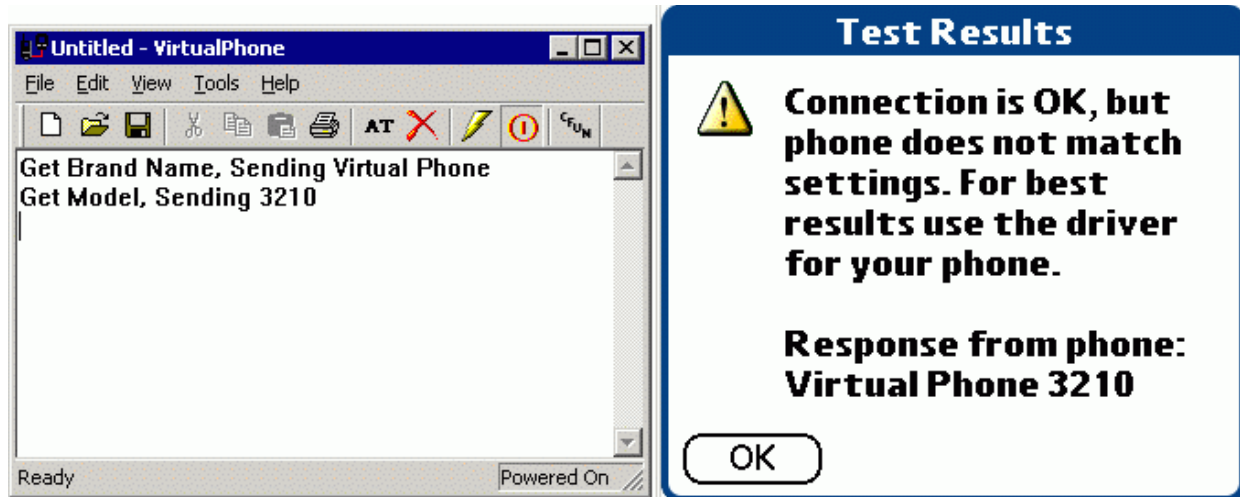 Untitled - VirtualPhone
File Edit View Tools Help
AT CFUN
Get Brand Name, Sending Virtual Phone
Get Model, Sending 3210
Ready Powered On
Test Results
Connection is OK, but
phone does not match
settings. For best
results use the driver
for your phone.
Response from phone:
Virtual Phone 3210
OK